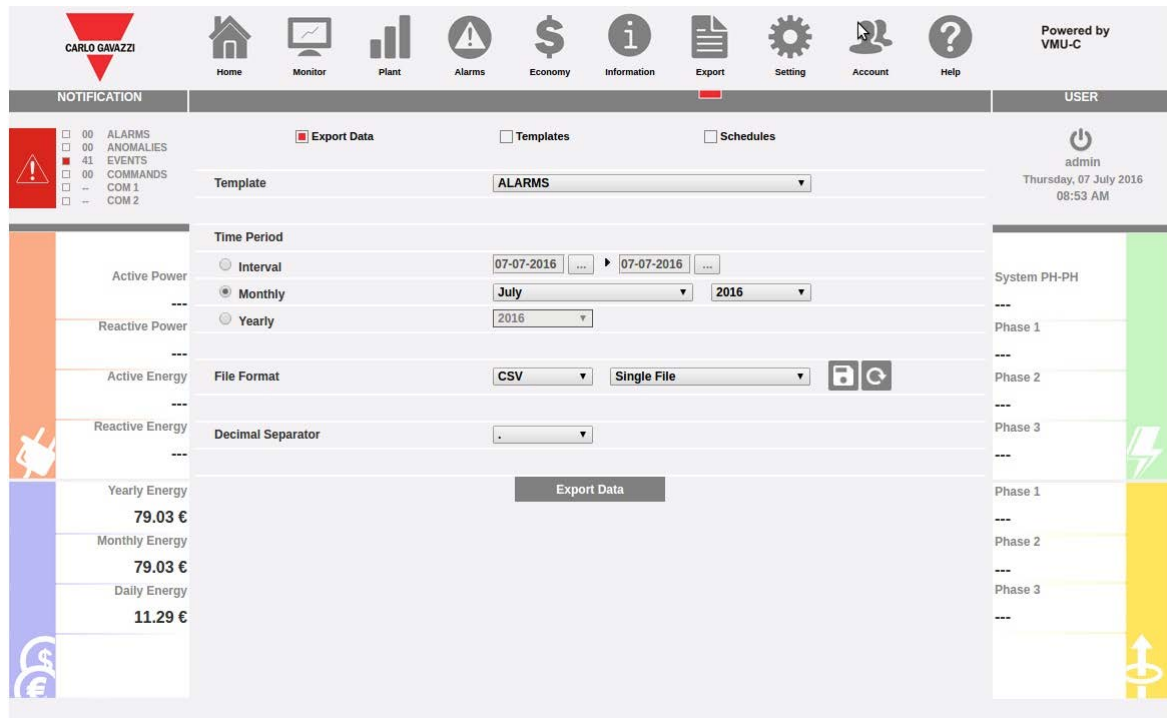 CARLO GAVAZZI
Home Monitor Plant Alarms Economy Information Export Setting Account Help
Powered by
VMU-C
NOTIFICATION
USER
00 ALARMS
00 ANOMALIES
41 EVENTS
00 COMMANDS
-- COM 1
-- COM 2
Export Data Templates Schedules
admin
Thursday, 07 July 2016
08:53 AM
Template ALARMS
Time Period
Interval 07-07-2016 ... 07-07-2016 ...
Monthly July 2016
Yearly 2016
File Format CSV Single File
Decimal Separator .
Export Data
Active Power
---
Reactive Power
---
Active Energy
---
Reactive Energy
---
Yearly Energy
79.03 €
Monthly Energy
79.03 €
Daily Energy
11.29 €
$
€
System PH-PH
---
Phase 1
---
Phase 2
---
Phase 3
---
Phase 1
---
Phase 2
---
Phase 3
---